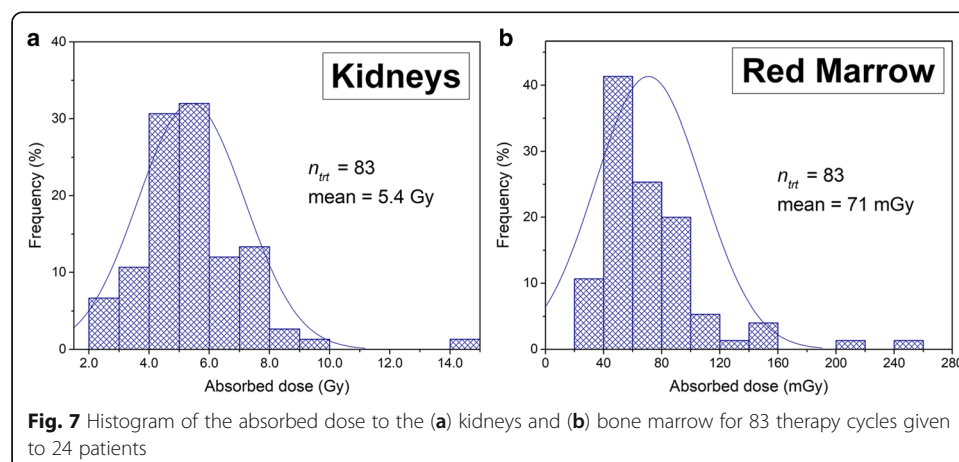 a
Kidneys
40
30
20
10
0
Frequency (%)
n_trt = 83
mean = 5.4 Gy
2.0 4.0 6.0 8.0 10.0 12.0 14.0
Absorbed dose (Gy)
b
Red Marrow
40
30
20
10
0
Frequency (%)
n_trt = 83
mean = 71 mGy
0 40 80 120 160 200 240 280
Absorbed dose (mGy)
Fig. 7 Histogram of the absorbed dose to the (a) kidneys and (b) bone marrow for 83 therapy cycles given
to 24 patients